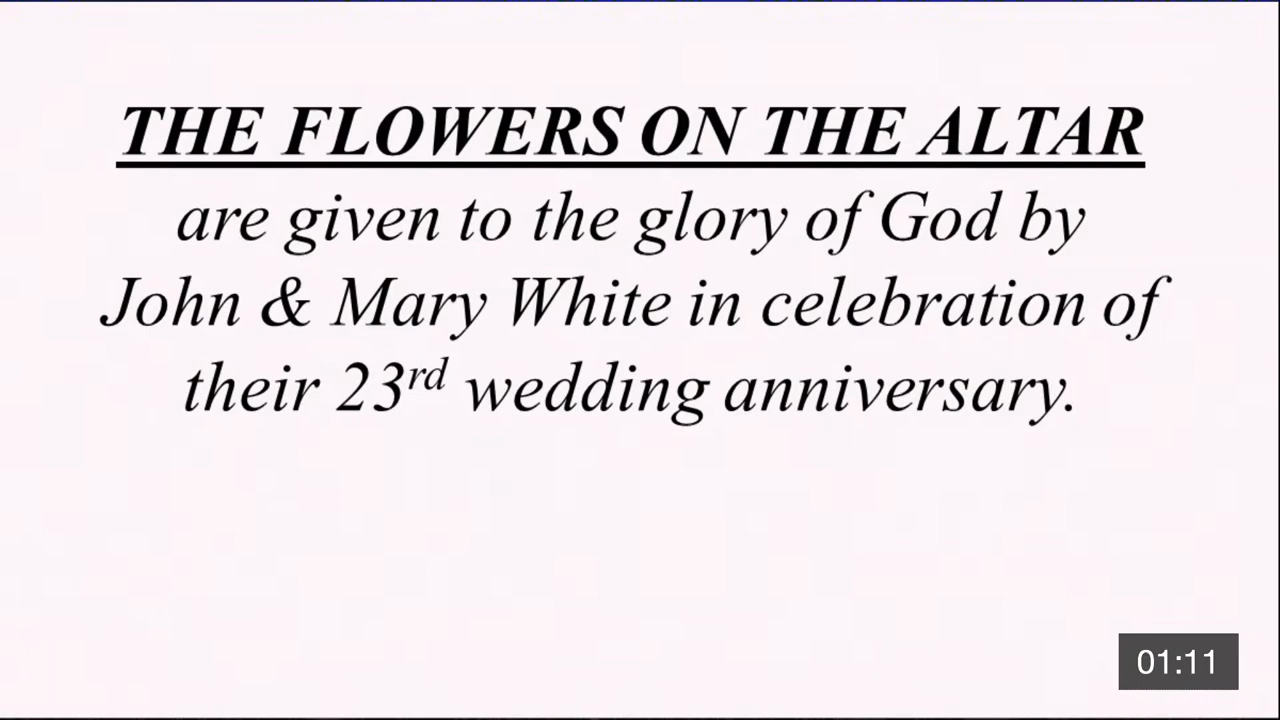 THE FLOWERS ON THE ALTAR
are given to the glory of God by
John & Mary White in celebration of
their 23rd wedding anniversary.
01:11